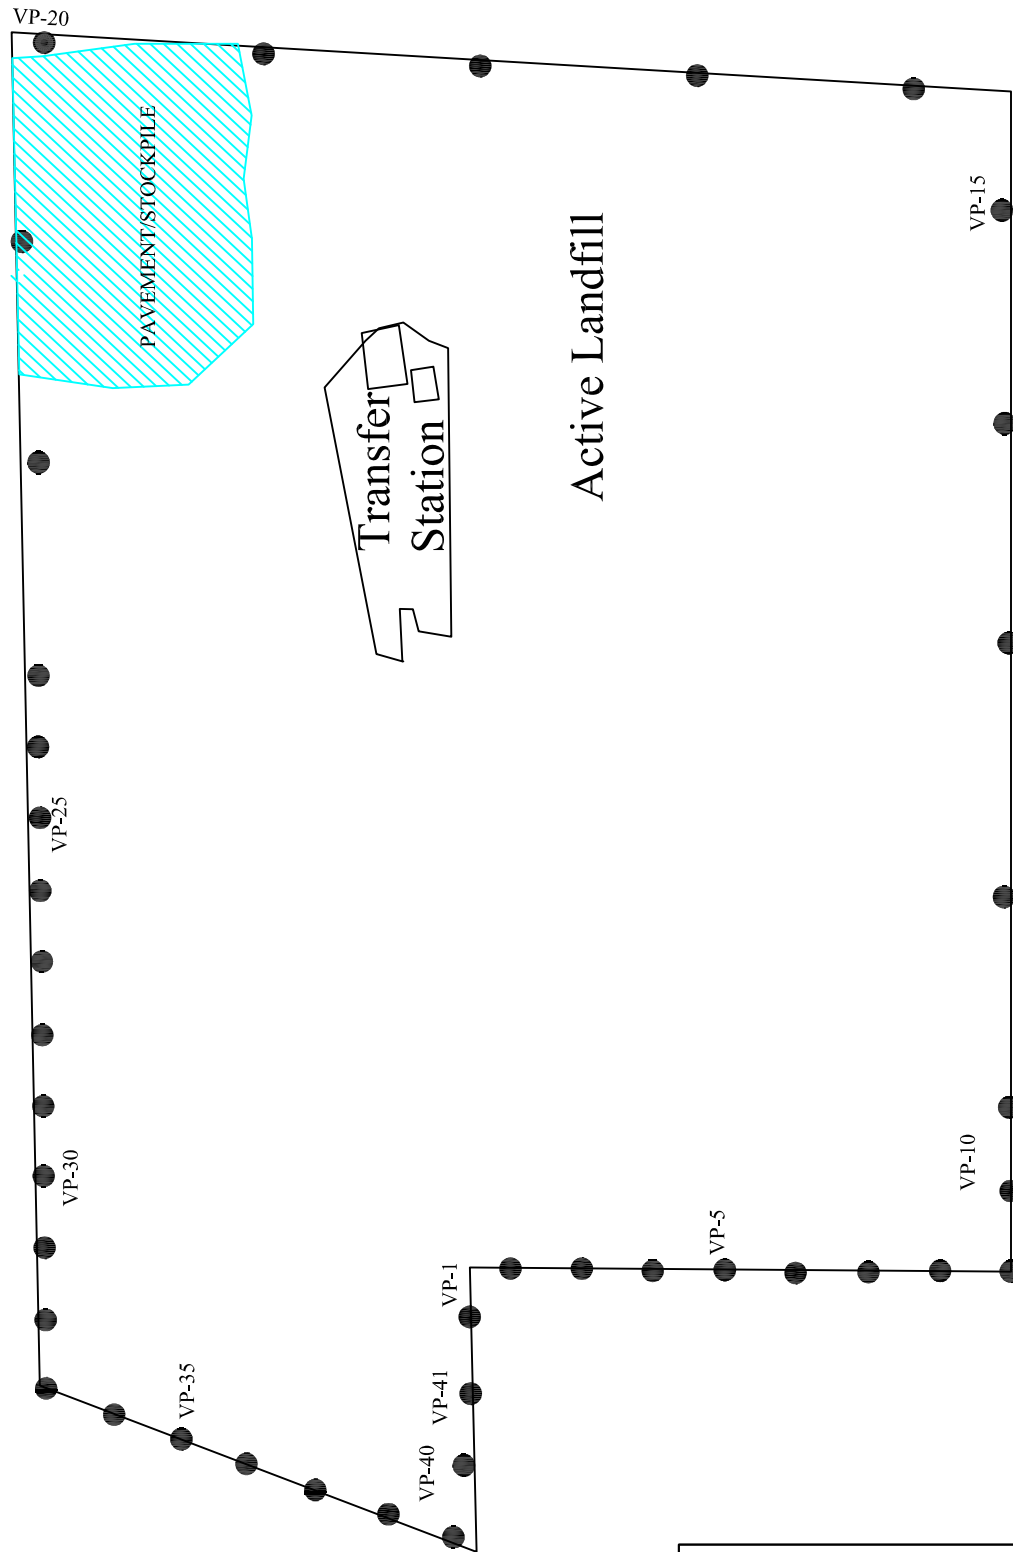 VP-20
PAVEMENT/STOCKPILE
VP-15
Active Landfill
Transfer
Station
VP-25
VP-30
VP-10
VP-5
VP-1
VP-35
VP-41
VP-40